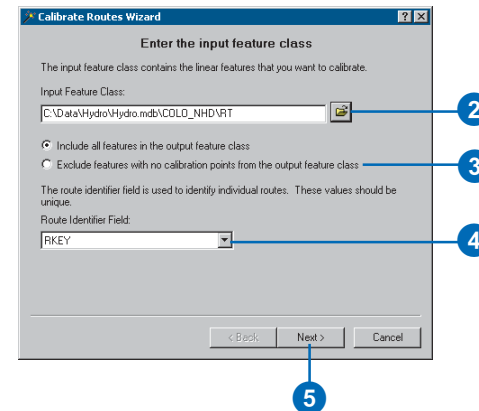 Calibrate Routes Wizard
Enter the input feature class
The input feature class contains the linear features that you want to calibrate.
Input Feature Class:
C:\Data\Hydro\Hydro.mdb\COLO_NHD\RT
2
Include all features in the output feature class
Exclude features with no calibration points from the output feature class
3
The route identifier field is used to identify individual routes. These values should be
unique.
Route Identifier Field:
RKEY
4
< Back Next > Cancel
5